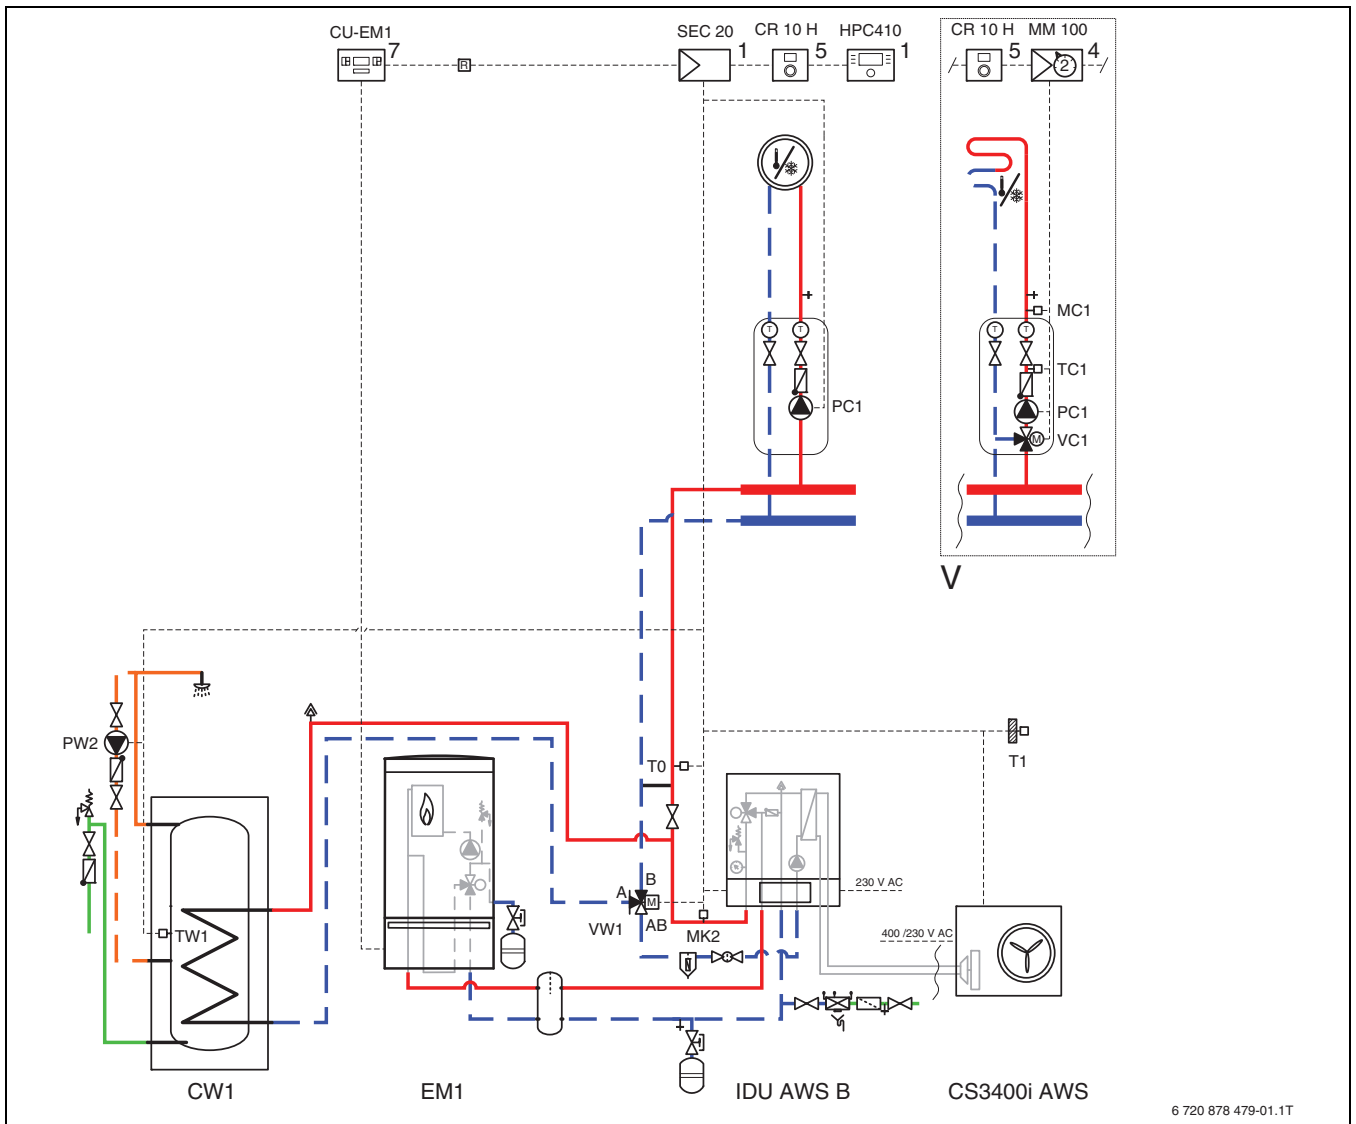 CU-EM1
7
R
SEC 20
1
CR 10 H
5
HPC410
1
CR 10 H
5
MM 100
2
4
MC1
T
T
T
T
TC1
PC1
PC1
M
VC1
V
PW2
T0
T1
A
B
M
230 V AC
VW1
AB
MK2
400 /230 V AC
TW1
CW1
EM1
IDU AWS B
CS3400i AWS
6 720 878 479-01.1T